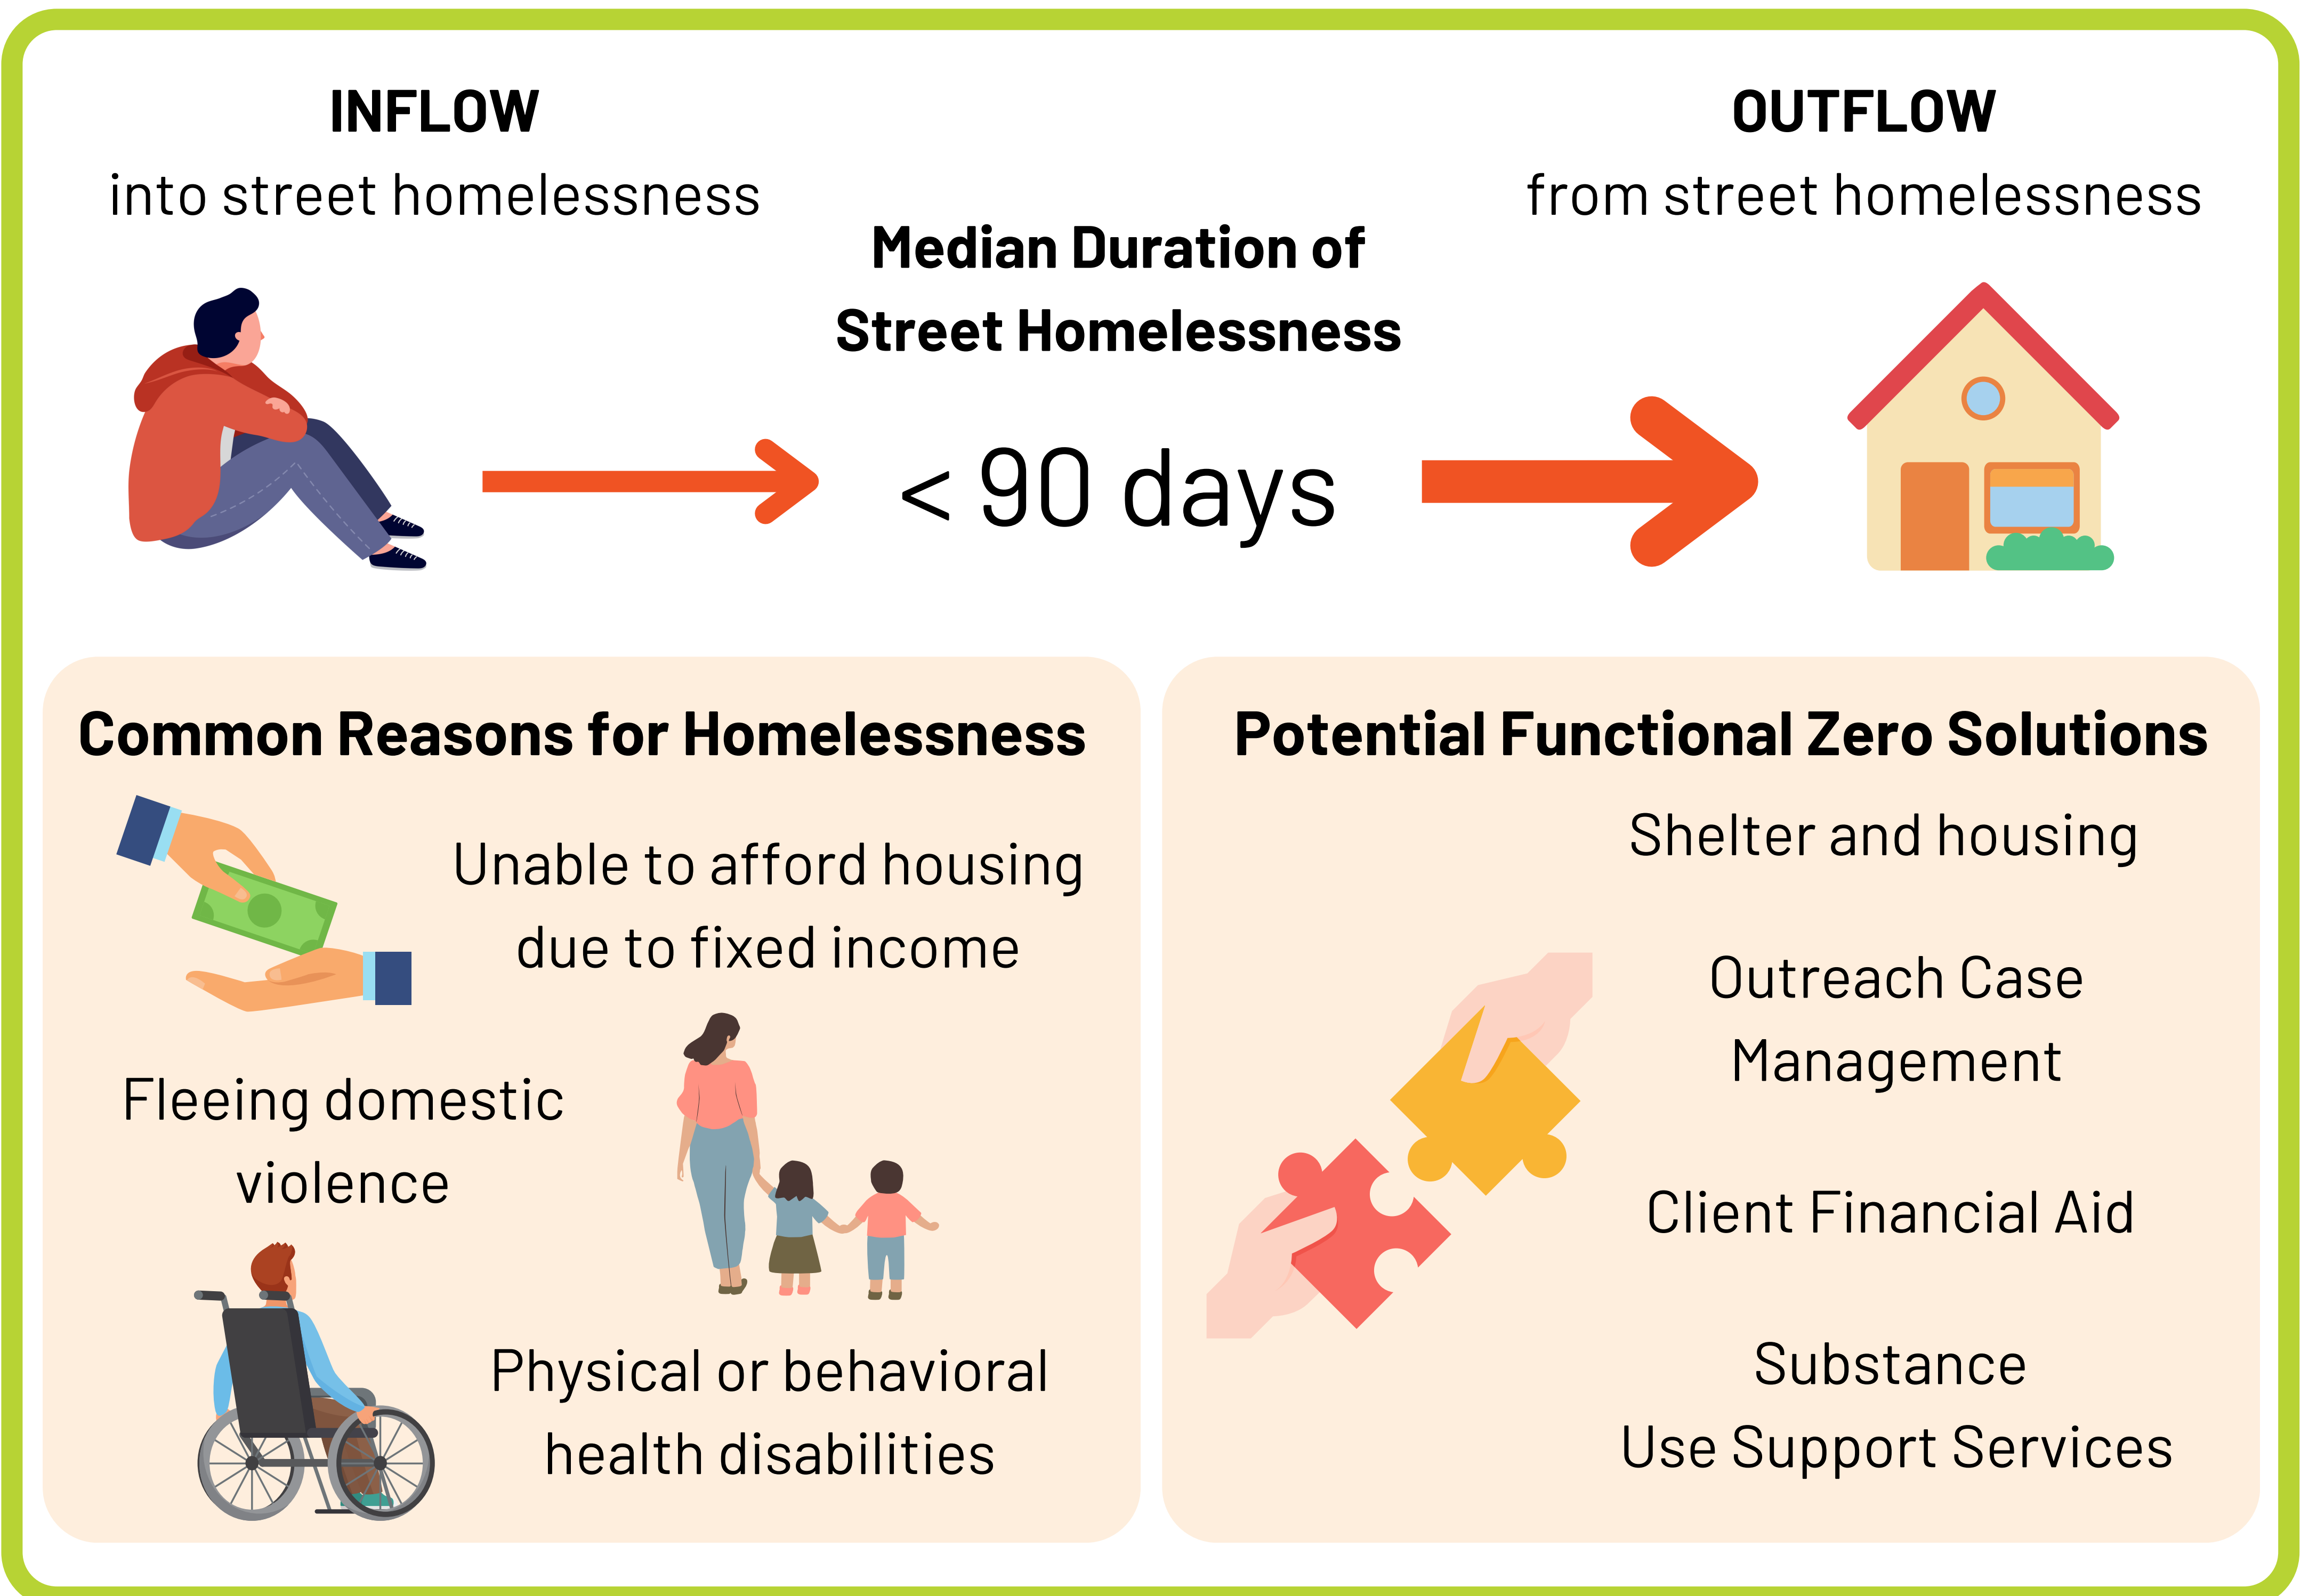 INFLOW
into street homelessness
Median Duration of
Street Homelessness
< 90 days
OUTFLOW
from street homelessness
Common Reasons for Homelessness
Unable to afford housing
due to fixed income
Fleeing domestic
violence
Physical or behavioral
health disabilities
Potential Functional Zero Solutions
Shelter and housing
Outreach Case
Management
Client Financial Aid
Substance
Use Support Services